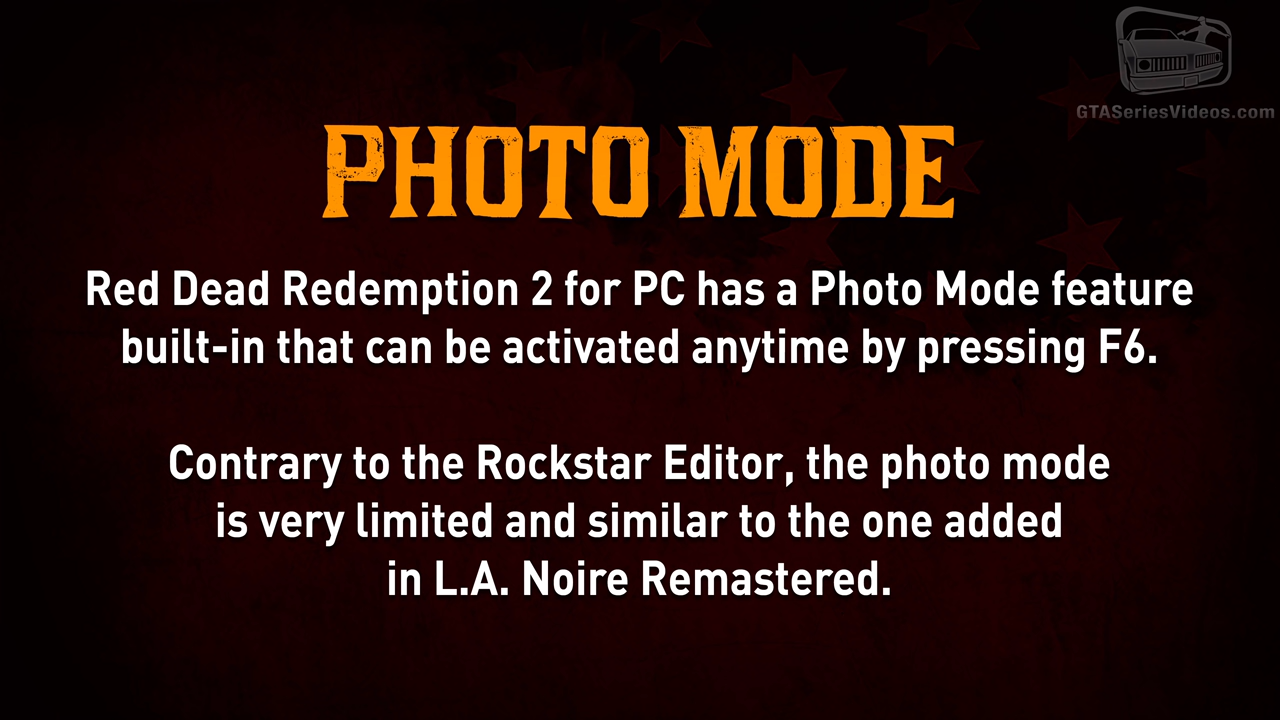 GTASeriesVideos.com
PHOTO MODE
Red Dead Redemption 2 for PC has a Photo Mode feature
built-in that can be activated anytime by pressing F6.
Contrary to the Rockstar Editor, the photo mode
is very limited and similar to the one added
in L.A. Noire Remastered.